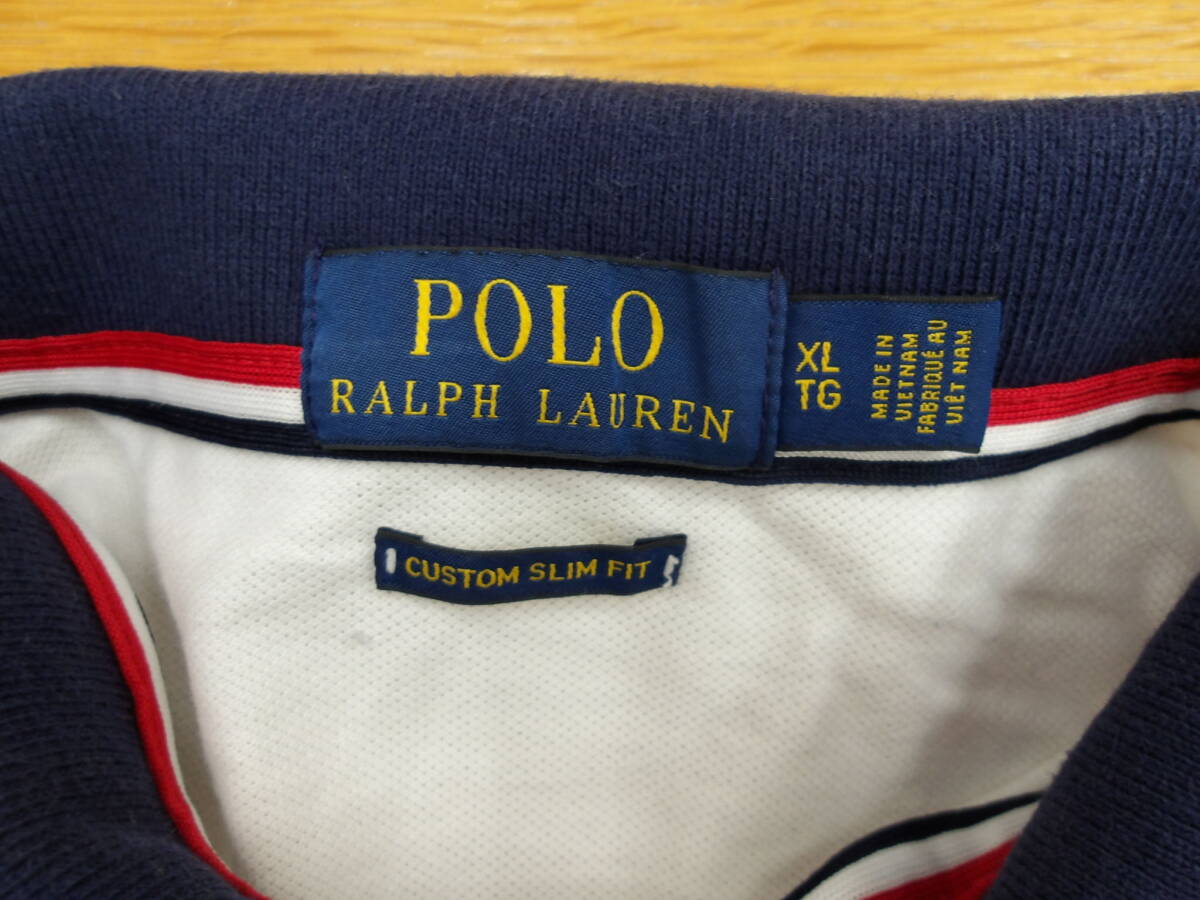 POLO
RALPH LAUREN
XL
TG
MADE IN
VIETNAM
FABRIQUÉ AU
VIÊT NAM
CUSTOM SLIM FIT